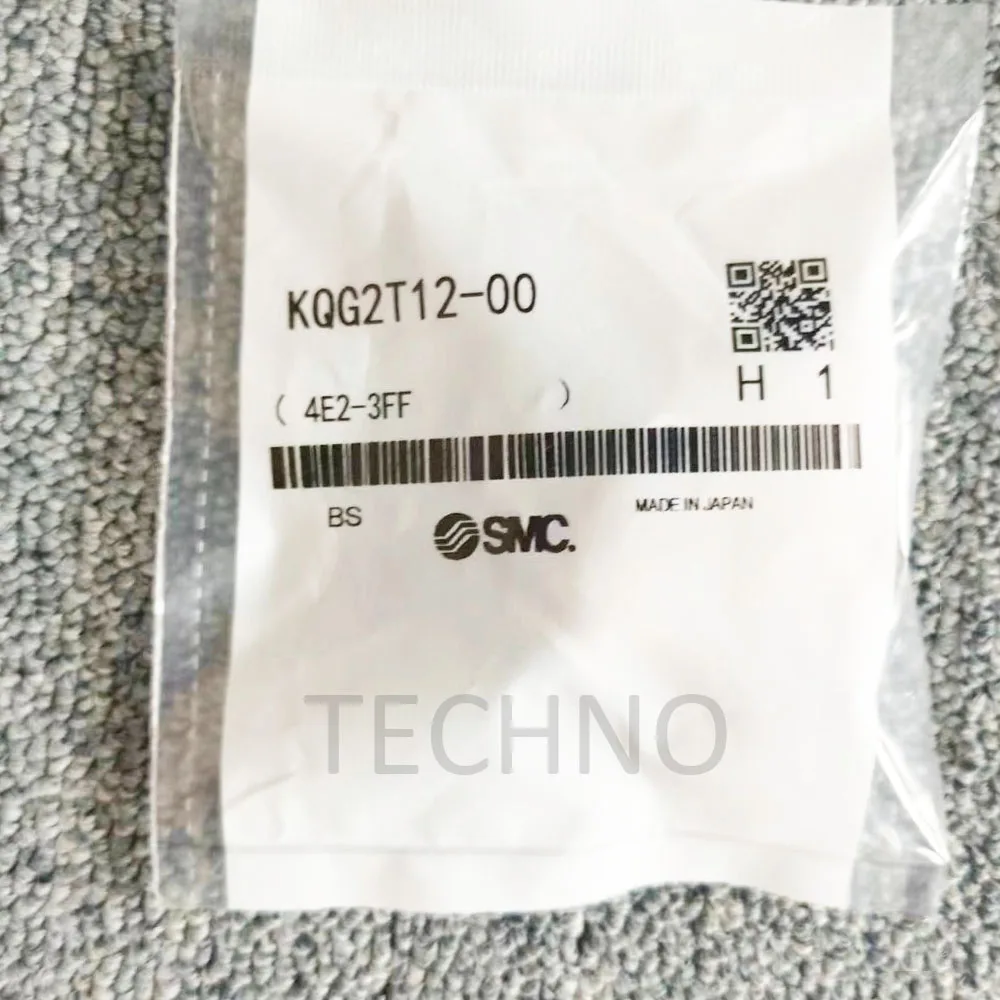 KQG2T12-00
H 1
( 4E2-3FF )
BS
MADE IN JAPAN
SMC.
TECHNO